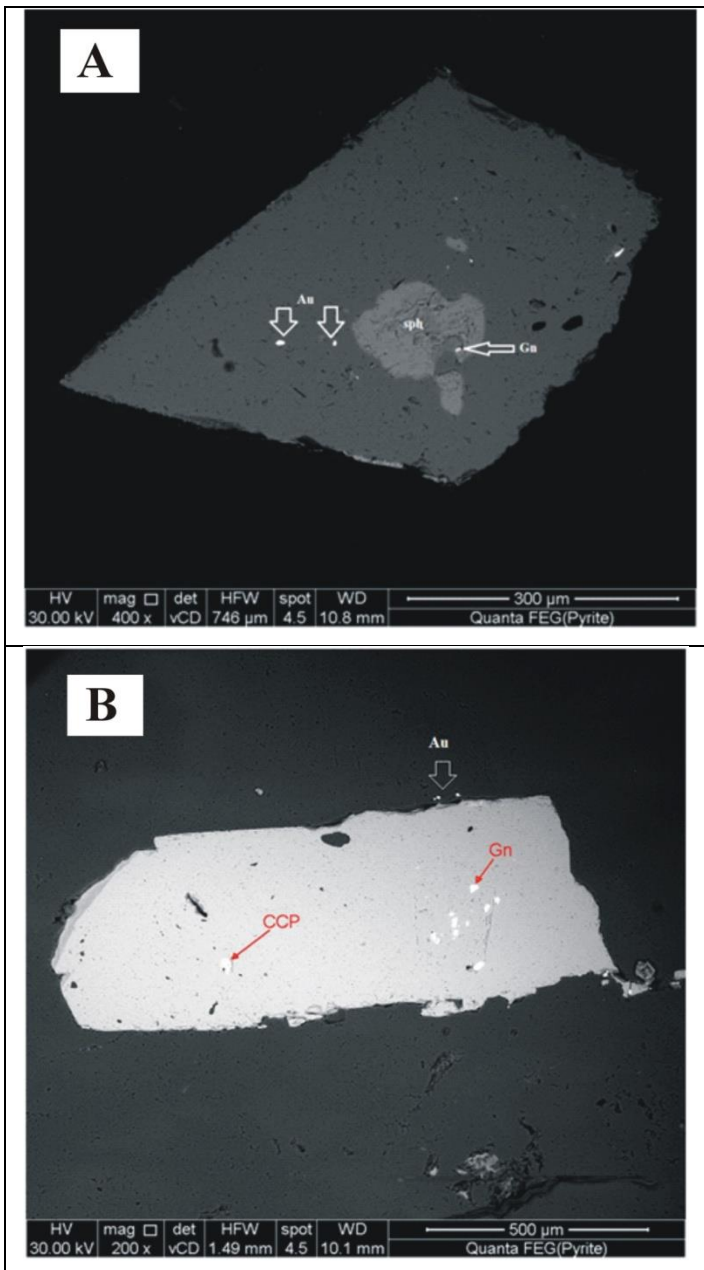 A
Au
sph
Gn
HV mag □ det HFW spot WD 300 µm
30.00 kV 400 x vCD 746 µm 4.5 10.8 mm Quanta FEG(Pyrite)
B
Au
Gn
CCP
HV mag □ det HFW spot WD 500 µm
30.00 kV 200 x vCD 1.49 mm 4.5 10.1 mm Quanta FEG(Pyrite)